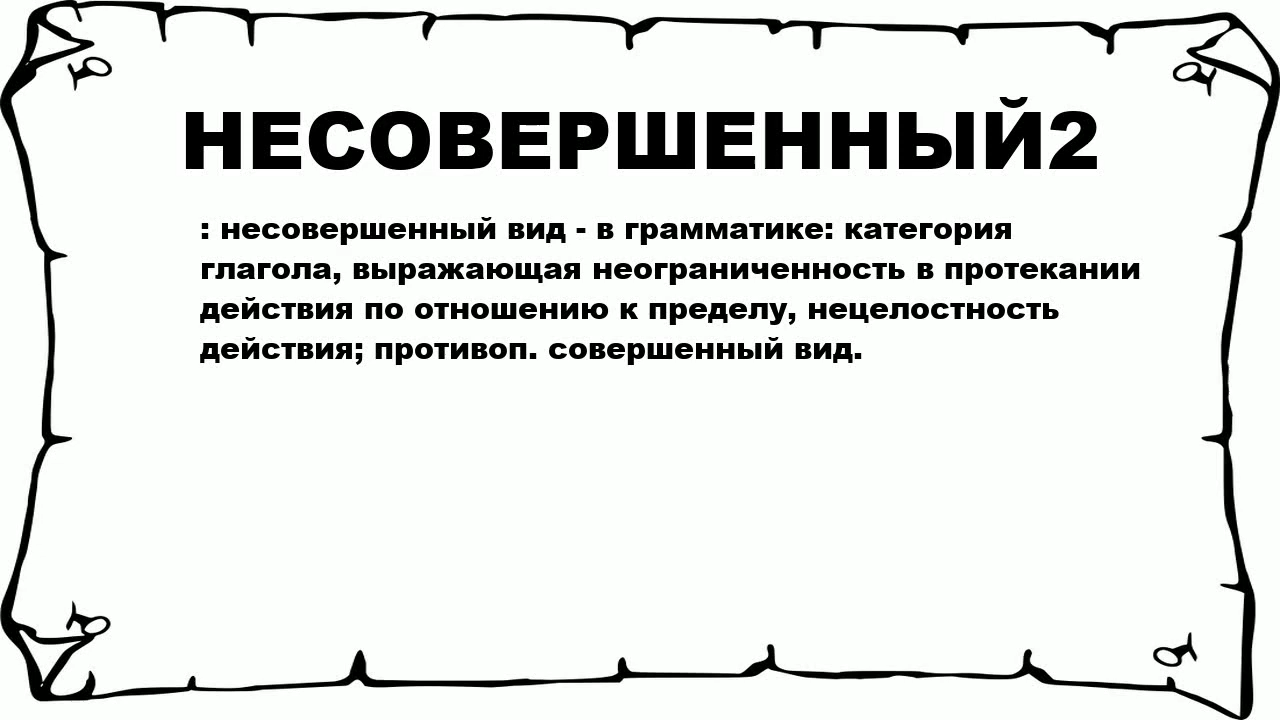 НЕСОВЕРШЕННЫЙ2
: несовершенный вид - в грамматике: категория
глагола, выражающая неограниченность в протекании
действия по отношению к пределу, нецелостность
действия; противоп. совершенный вид.